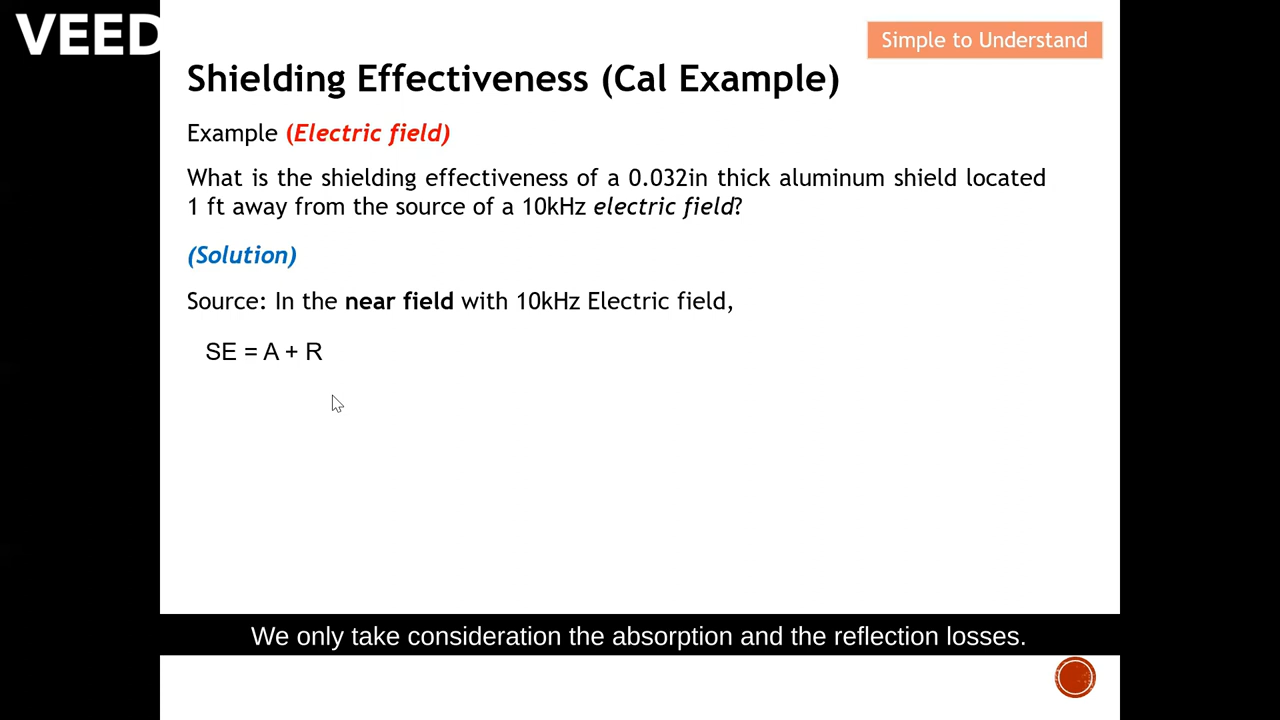 VEED
Simple to Understand
Shielding Effectiveness (Cal Example)
Example (Electric field)
What is the shielding effectiveness of a 0.032in thick aluminum shield located
1 ft away from the source of a 10kHz electric field?
(Solution)
Source: In the near field with 10kHz Electric field,
SE = A + R
We only take consideration the absorption and the reflection losses.